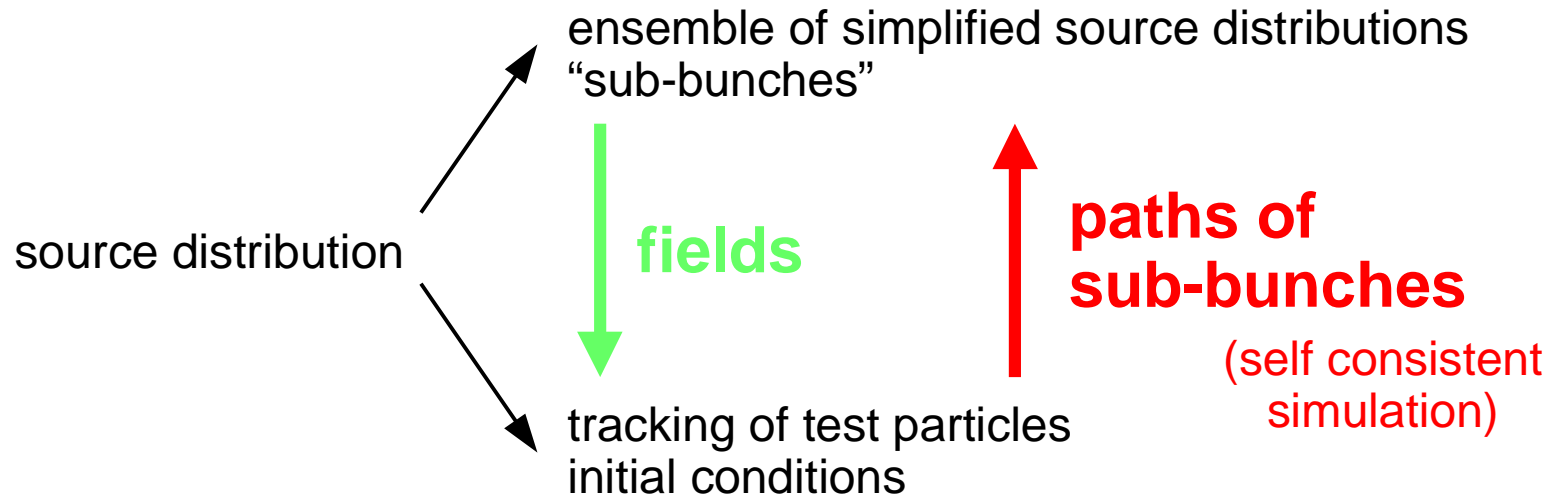 ensemble of simplified source distributions
“sub-bunches”
source distribution
fields
paths of
sub-bunches
(self consistent
simulation)
tracking of test particles
initial conditions